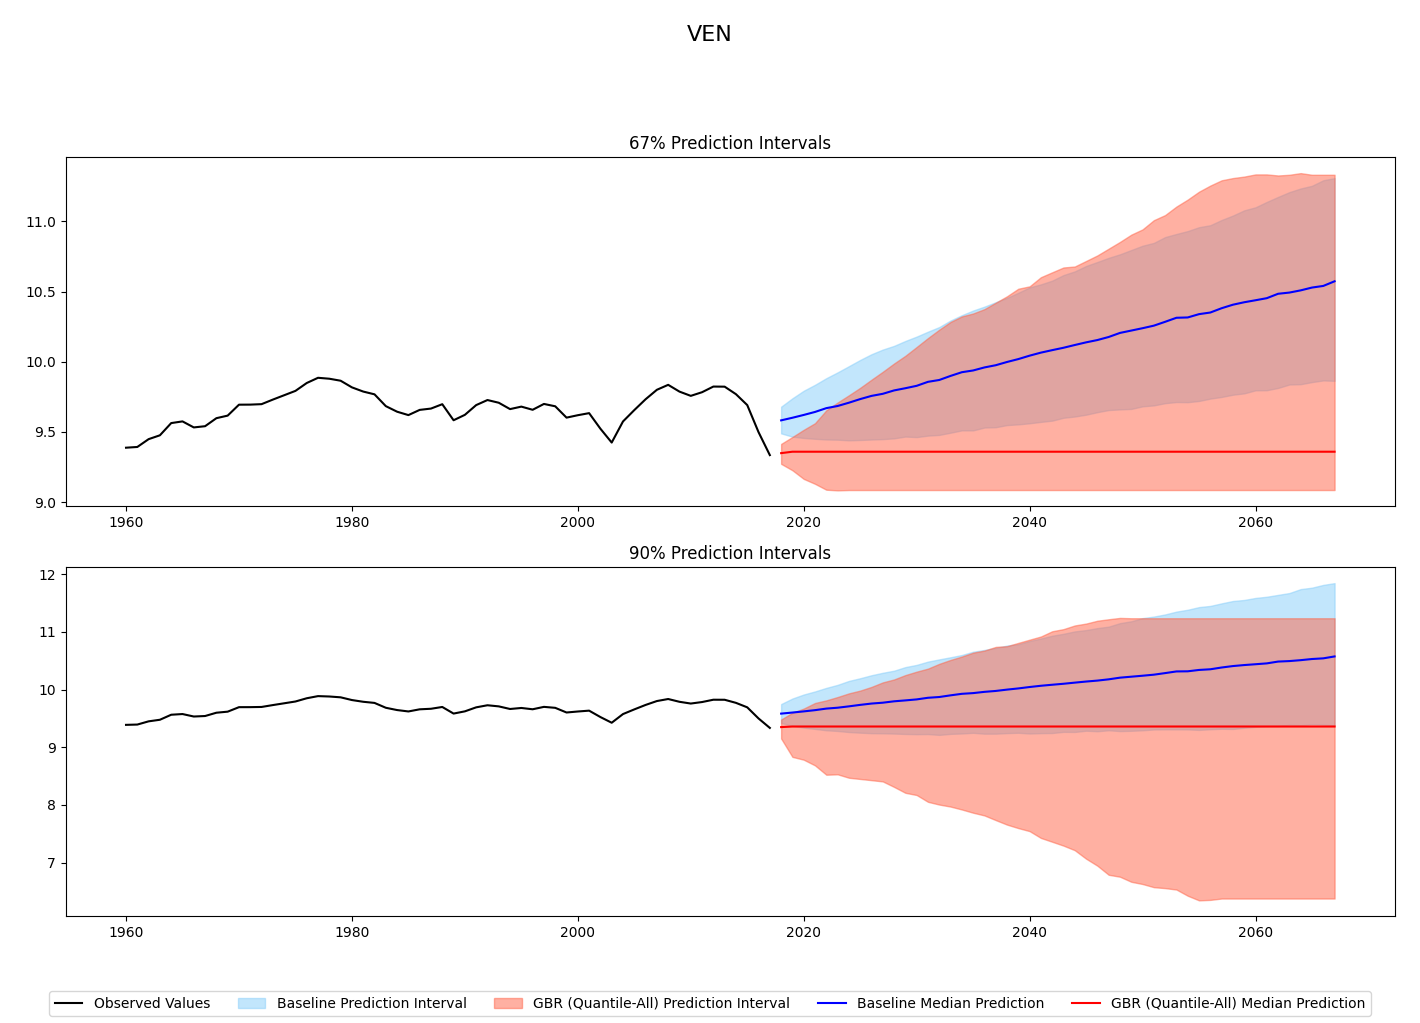 VEN
67% Prediction Intervals
11.0
10.5
10.0
9.5
9.0
1960 1980 2000 2020 2040 2060
90% Prediction Intervals
12
11
10
9
8
7
1960 1980 2000 2020 2040 2060
Observed Values Baseline Prediction Interval GBR (Quantile-All) Prediction Interval Baseline Median Prediction GBR (Quantile-All) Median Prediction